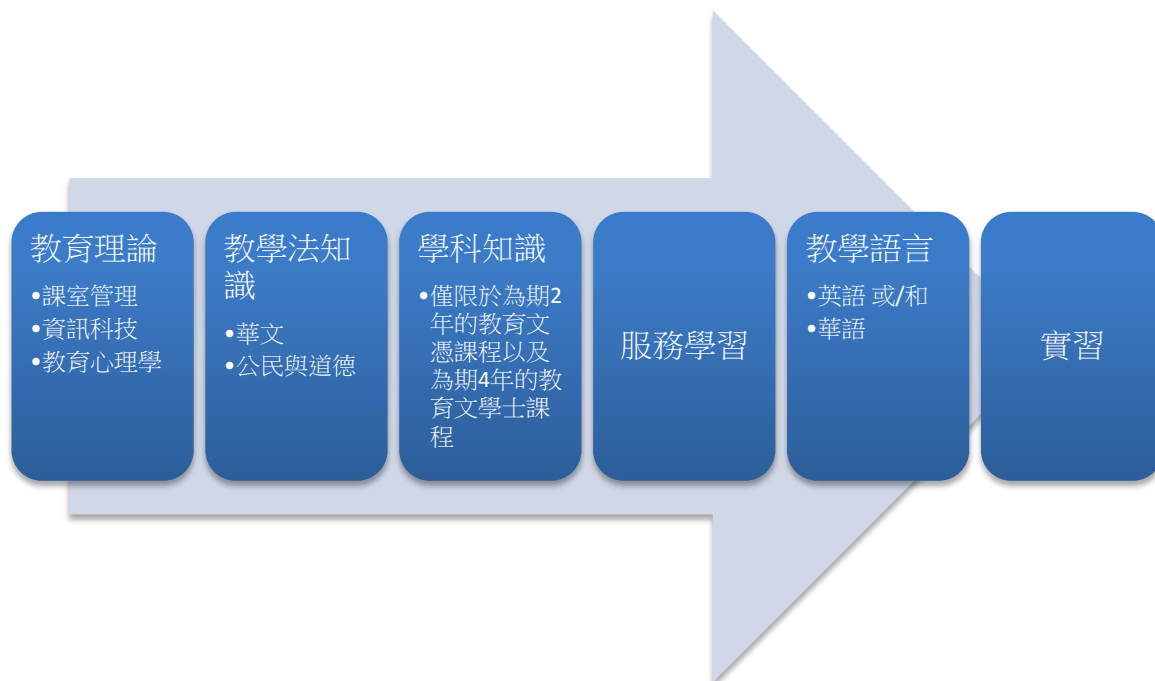 教育理論
•課室管理
•資訊科技
•教育心理學
教學法知
識
•華文
•公民與道德
學科知識
•僅限於為期2
年的教育文
憑課程以及
為期4年的教
育文學士課
程
服務學習
教學語言
•英語 或/和
•華語
實習